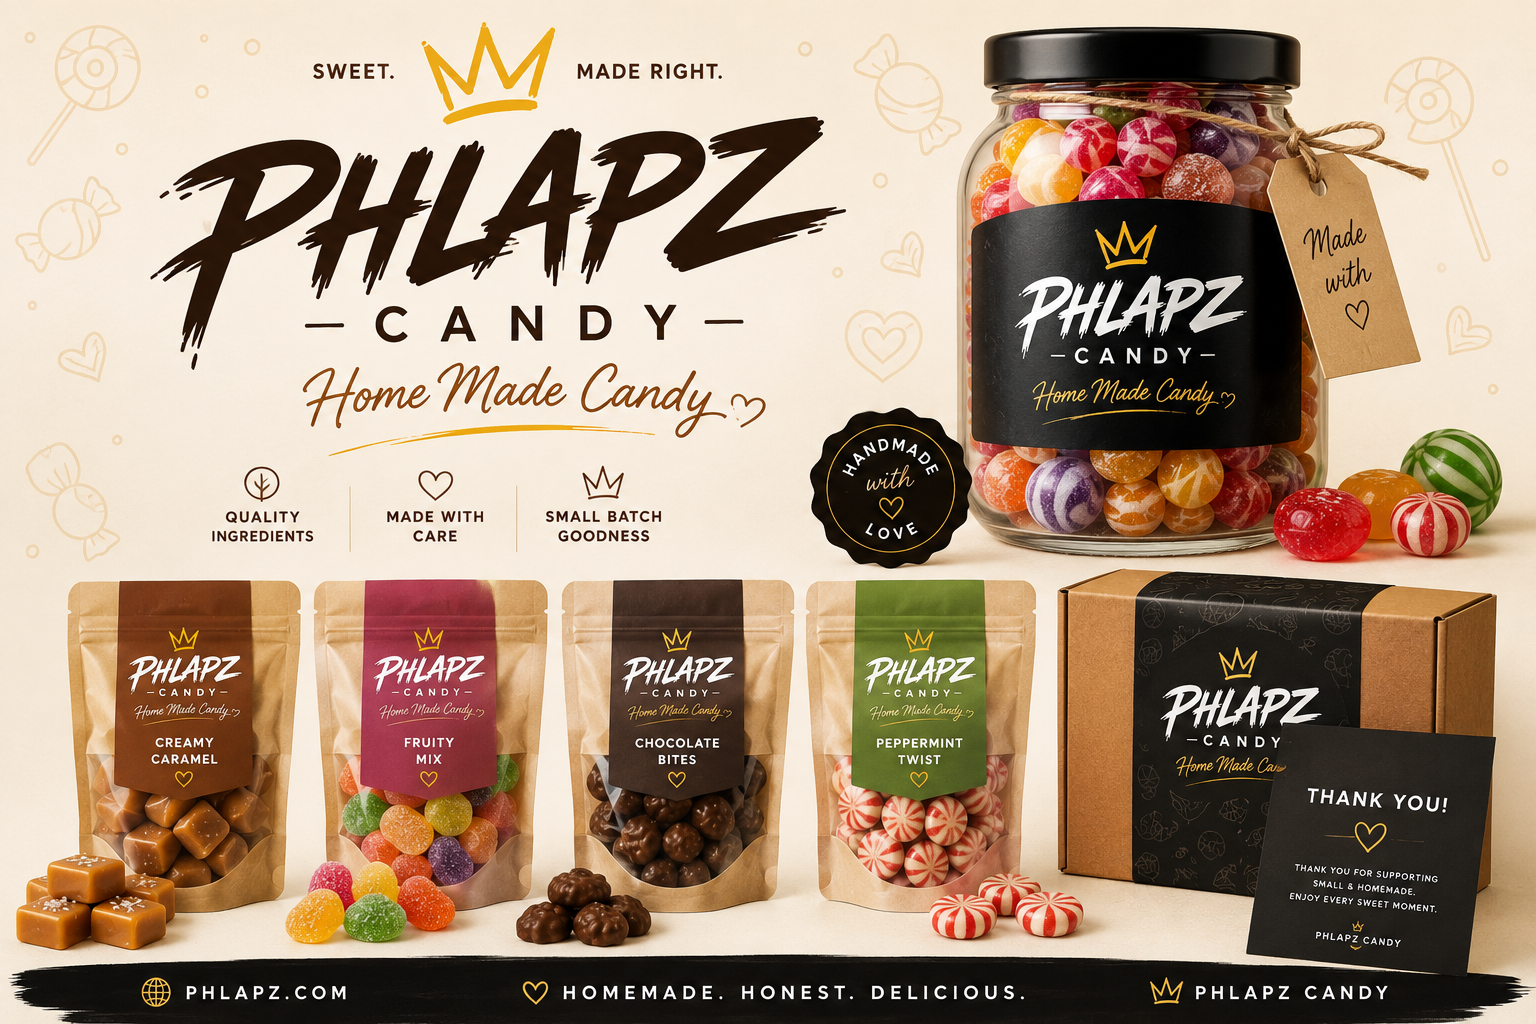 SWEET.
MADE RIGHT.
PHLAPZ
CANDY
Home Made Candy
QUALITY
INGREDIENTS
MADE WITH
CARE
SMALL BATCH
GOODNESS
PHLAPZ
CANDY
Home Made Candy
Made
with
HANDMADE
with
LOVE
PHLAPZ
CANDY
Home Made Candy
CREAMY
CARAMEL
PHLAPZ
CANDY
Home Made Candy
FRUITY
MIX
PHLAPZ
CANDY
Home Made Candy
CHOCOLATE
BITES
PHLAPZ
CANDY
Home Made Candy
PEPPERMINT
TWIST
PHLAPZ
CANDY
Home Made
THANK YOU!
THANK YOU FOR SUPPORTING
SMALL & HOMEMADE.
ENJOY EVERY SWEET MOMENT.
PHLAPZ CANDY
PHLAPZ.COM
HOMEMADE. HONEST. DELICIOUS.
PHLAPZ CANDY